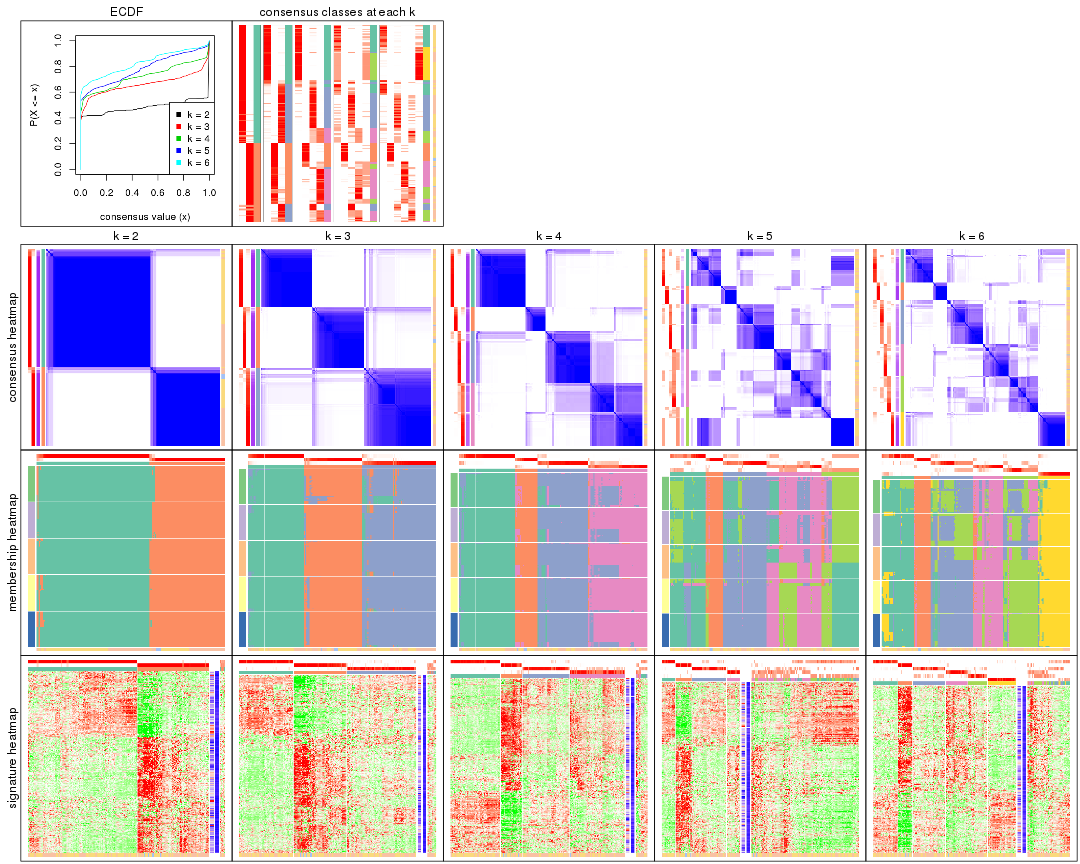 ECDF
consensus classes at each k
P(X <= x)
0.0
0.2
0.4
0.6
0.8
1.0
k = 2
k = 3
k = 4
k = 5
k = 6
0.0 0.2 0.4 0.6 0.8 1.0
consensus value (x)
k = 2
k = 3
k = 4
k = 5
k = 6
consensus heatmap
membership heatmap
signature heatmap